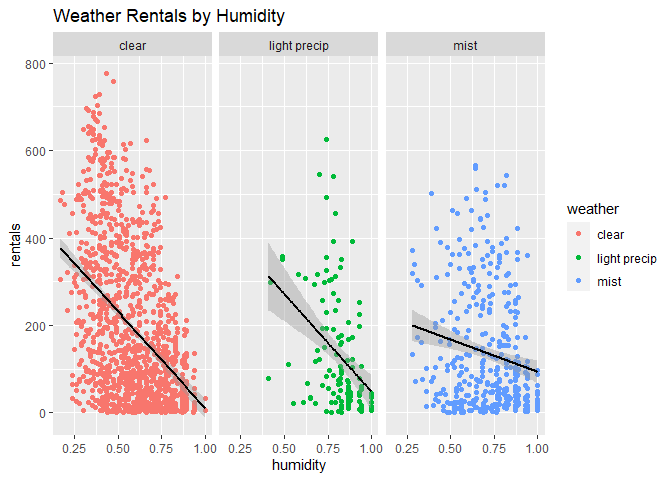 Weather Rentals by Humidity
clear
light precip
mist
800
600
400
200
0
rentals
0.25 0.50 0.75 1.00
0.25 0.50 0.75 1.00
0.25 0.50 0.75 1.00
humidity
weather
clear
light precip
mist